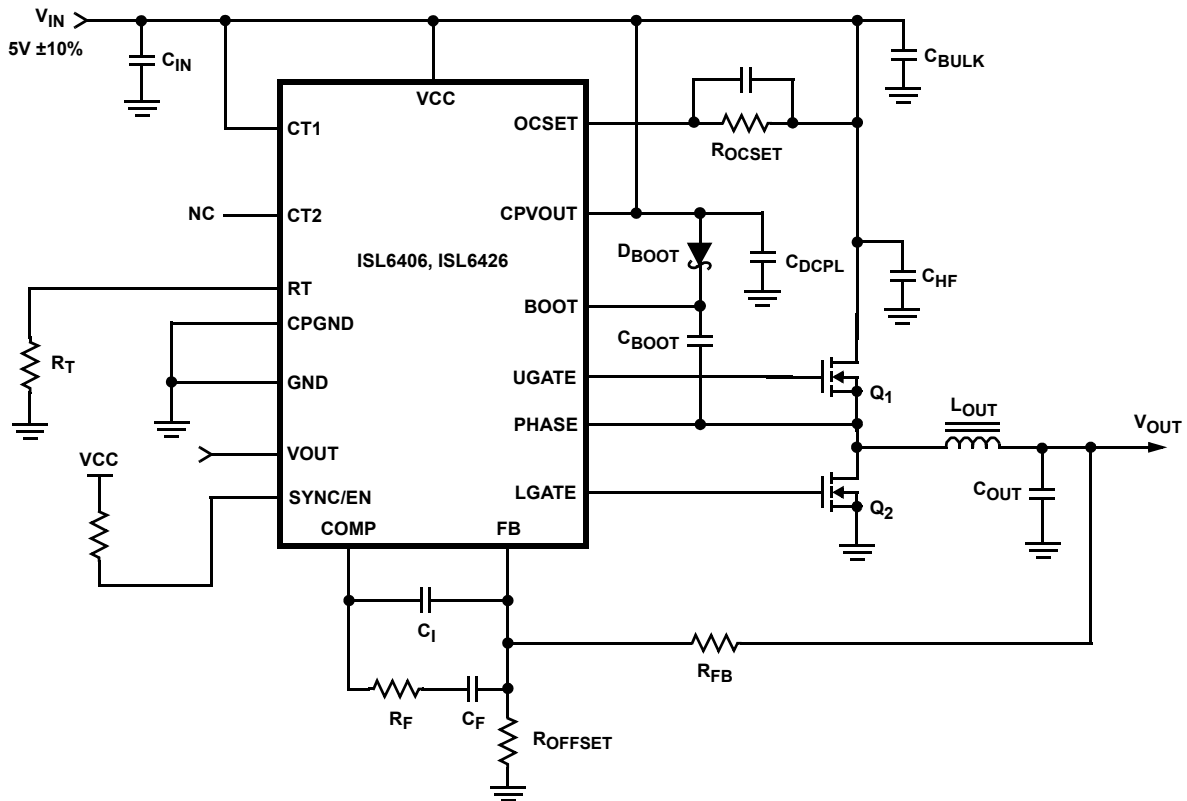 VIN
5V ±10%
CIN
CBULK
VCC
CT1
OCSET
ROCSET
NC
CT2
CPVOUT
ISL6406, ISL6426
DBOOT
CDCPL
CHF
RT
BOOT
CPGND
CBOOT
RT
GND
UGATE
Q1
PHASE
LOUT
VOUT
VCC
VOUT
SYNC/EN
LGATE
Q2
COUT
COMP
FB
CI
RFB
RF
CF
ROFFSET